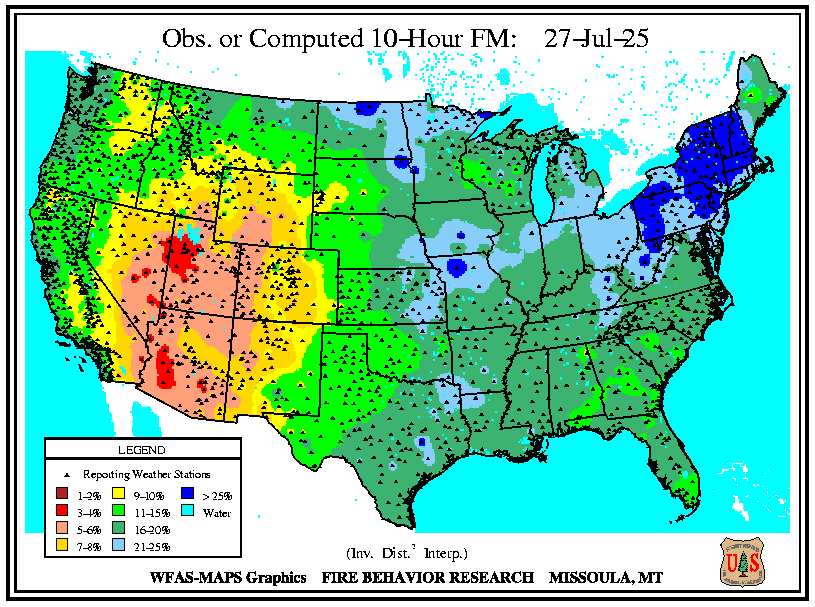 Obs. or Computed 10-Hour FM: 27-Jul-25
LEGEND
Reporting Weather Stations
1-2% 9-10% > 25%
3-4% 11-15% Water
5-6% 16-20%
7-8% 21-25%
(Inv. Dist.² Interp.)
WFAS-MAPS Graphics FIRE BEHAVIOR RESEARCH MISSOULA, MT
U S